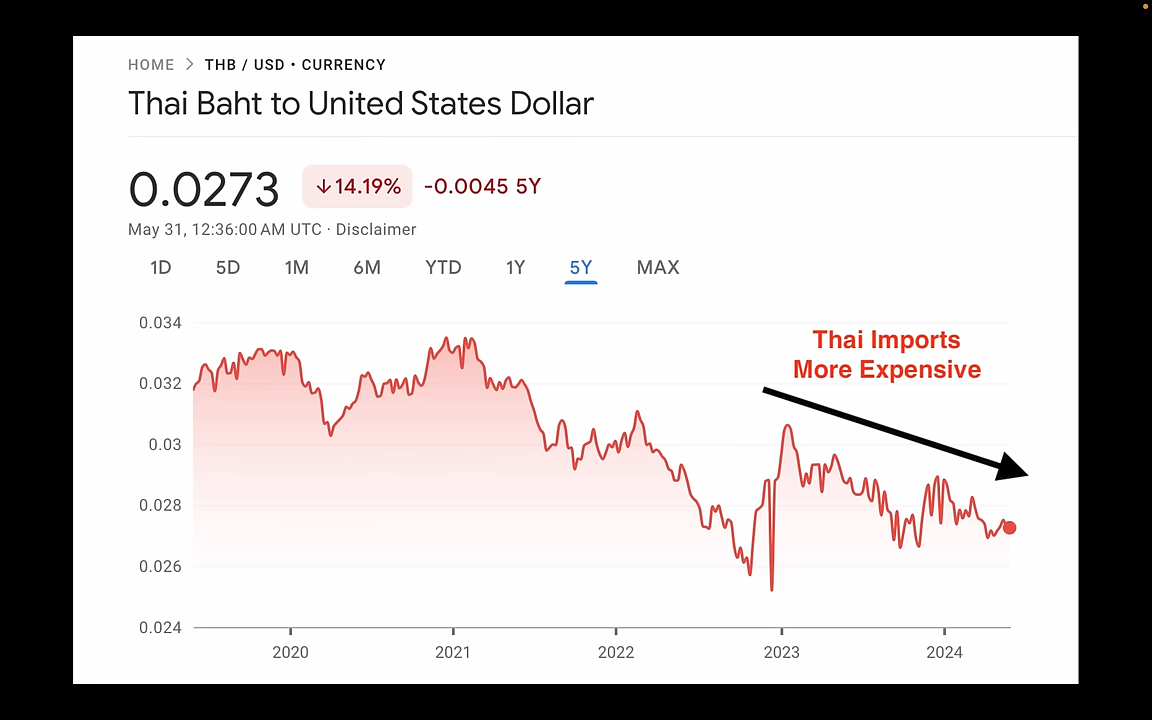 HOME > THB / USD • CURRENCY
Thai Baht to United States Dollar
0.0273 ↓14.19% -0.0045 5Y
May 31, 12:36:00 AM UTC · Disclaimer
1D 5D 1M 6M YTD 1Y 5Y MAX
0.034
Thai Imports
More Expensive
0.032
0.03
0.028
0.026
0.024
2020 2021 2022 2023 2024